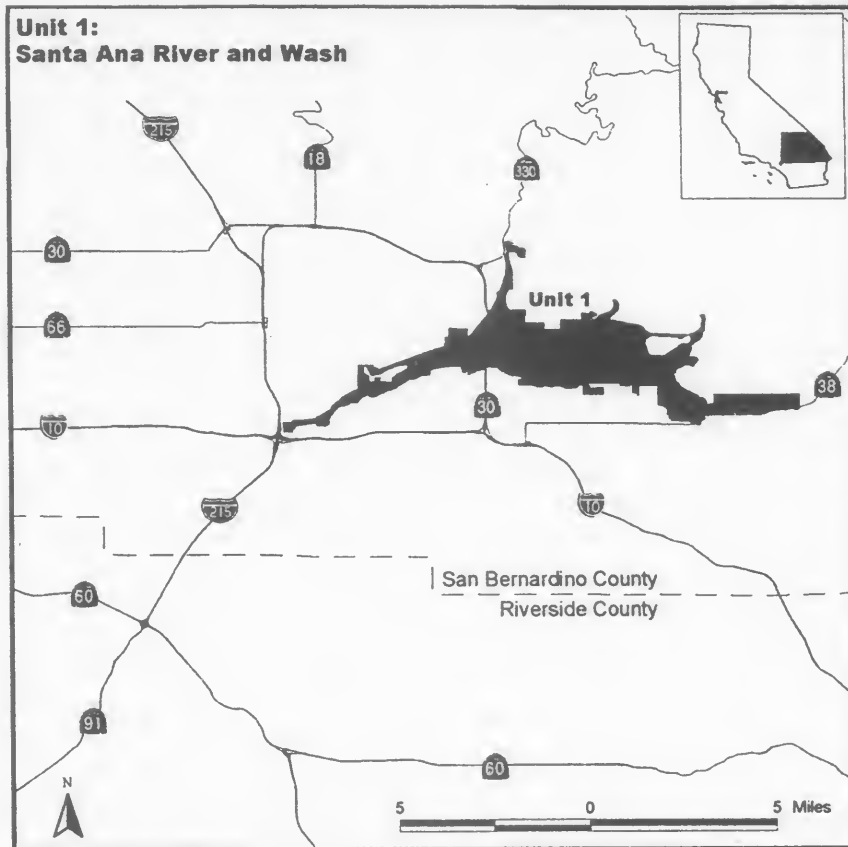 Unit 1:
Santa Ana River and Wash
215
18
330
30
Unit 1
66
38
30
10
215
10
San Bernardino County
Riverside County
60
91
60
N
5 0 5 Miles